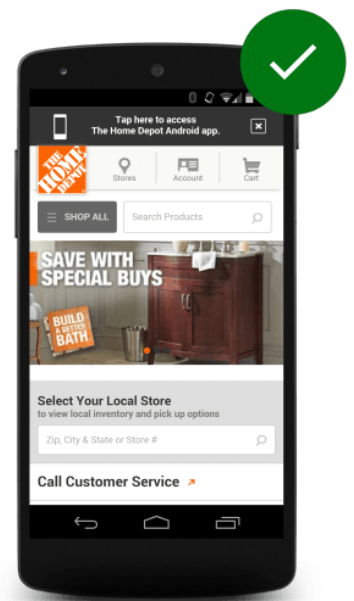 Tap here to access
The Home Depot Android app.
THE
HOME
DEPOT
Stores
Account
Cart
SHOP ALL
Search Products
SAVE WITH
SPECIAL BUYS
BUILD
A BETTER
BATH
Select Your Local Store
to view local inventory and pick up options
Zip, City & State or Store #
Call Customer Service